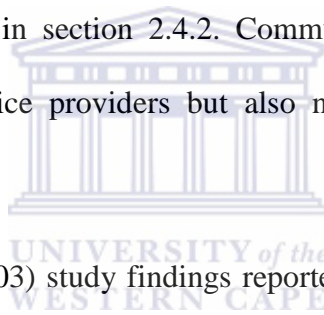 in section 2.4.2. Comm
ice providers but also n
UNIVERSITY of the
03) study findings reporte
WESTERN CAPE